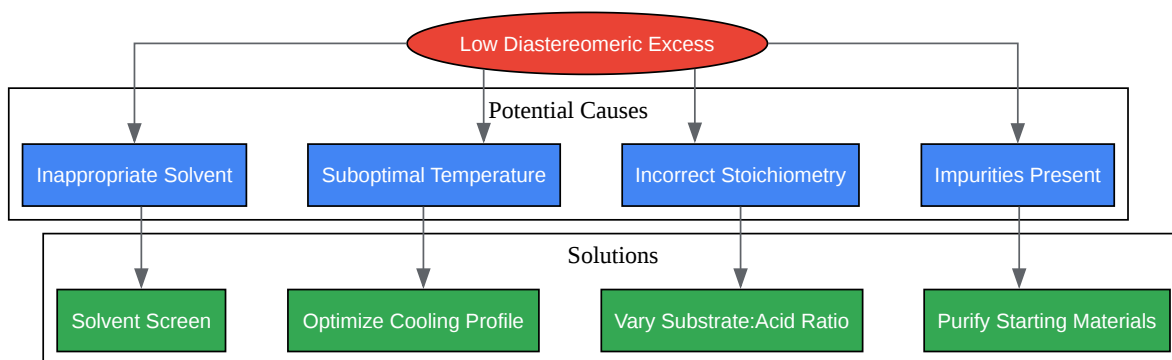 Low Diastereomeric Excess
Potential Causes
Inappropriate Solvent
Suboptimal Temperature
Incorrect Stoichiometry
Impurities Present
Solutions
Solvent Screen
Optimize Cooling Profile
Vary Substrate:Acid Ratio
Purify Starting Materials